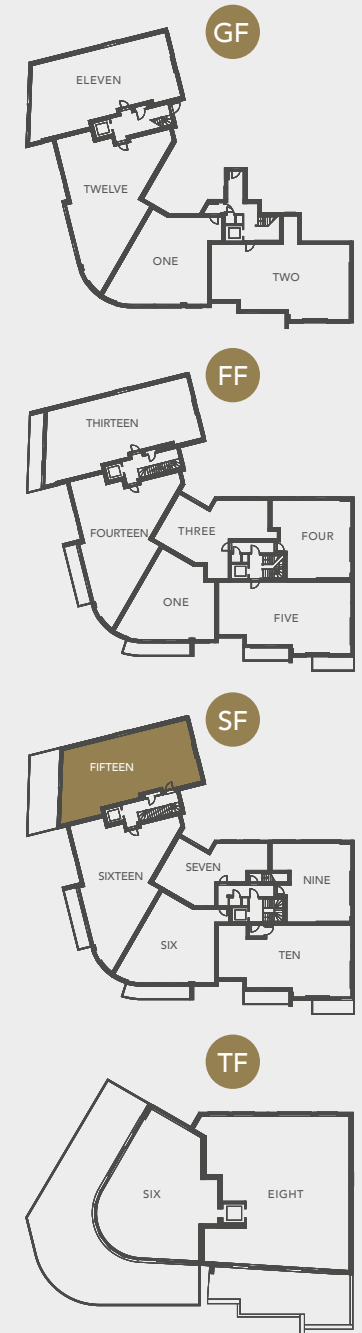 GF
ELEVEN
TWELVE
ONE
TWO
FF
THIRTEEN
FOURTEEN
THREE
FOUR
ONE
FIVE
SF
FIFTEEN
SIXTEEN
SEVEN
NINE
SIX
TEN
TF
SIX
EIGHT